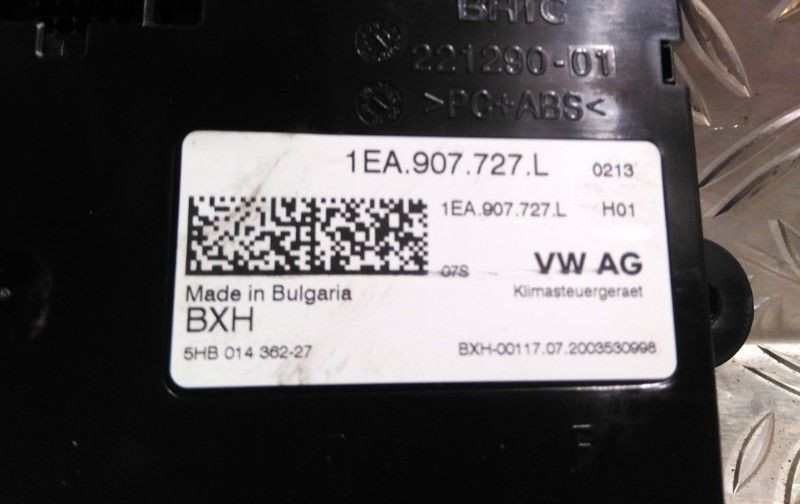 BHTC
221290-01
>PC+ABS<
1EA.907.727.L 0213
1EA.907.727.L H01
07S VW AG
Made in Bulgaria Klimasteuergeraet
BXH
5HB 014 362-27 BXH-00117.07.2003530998